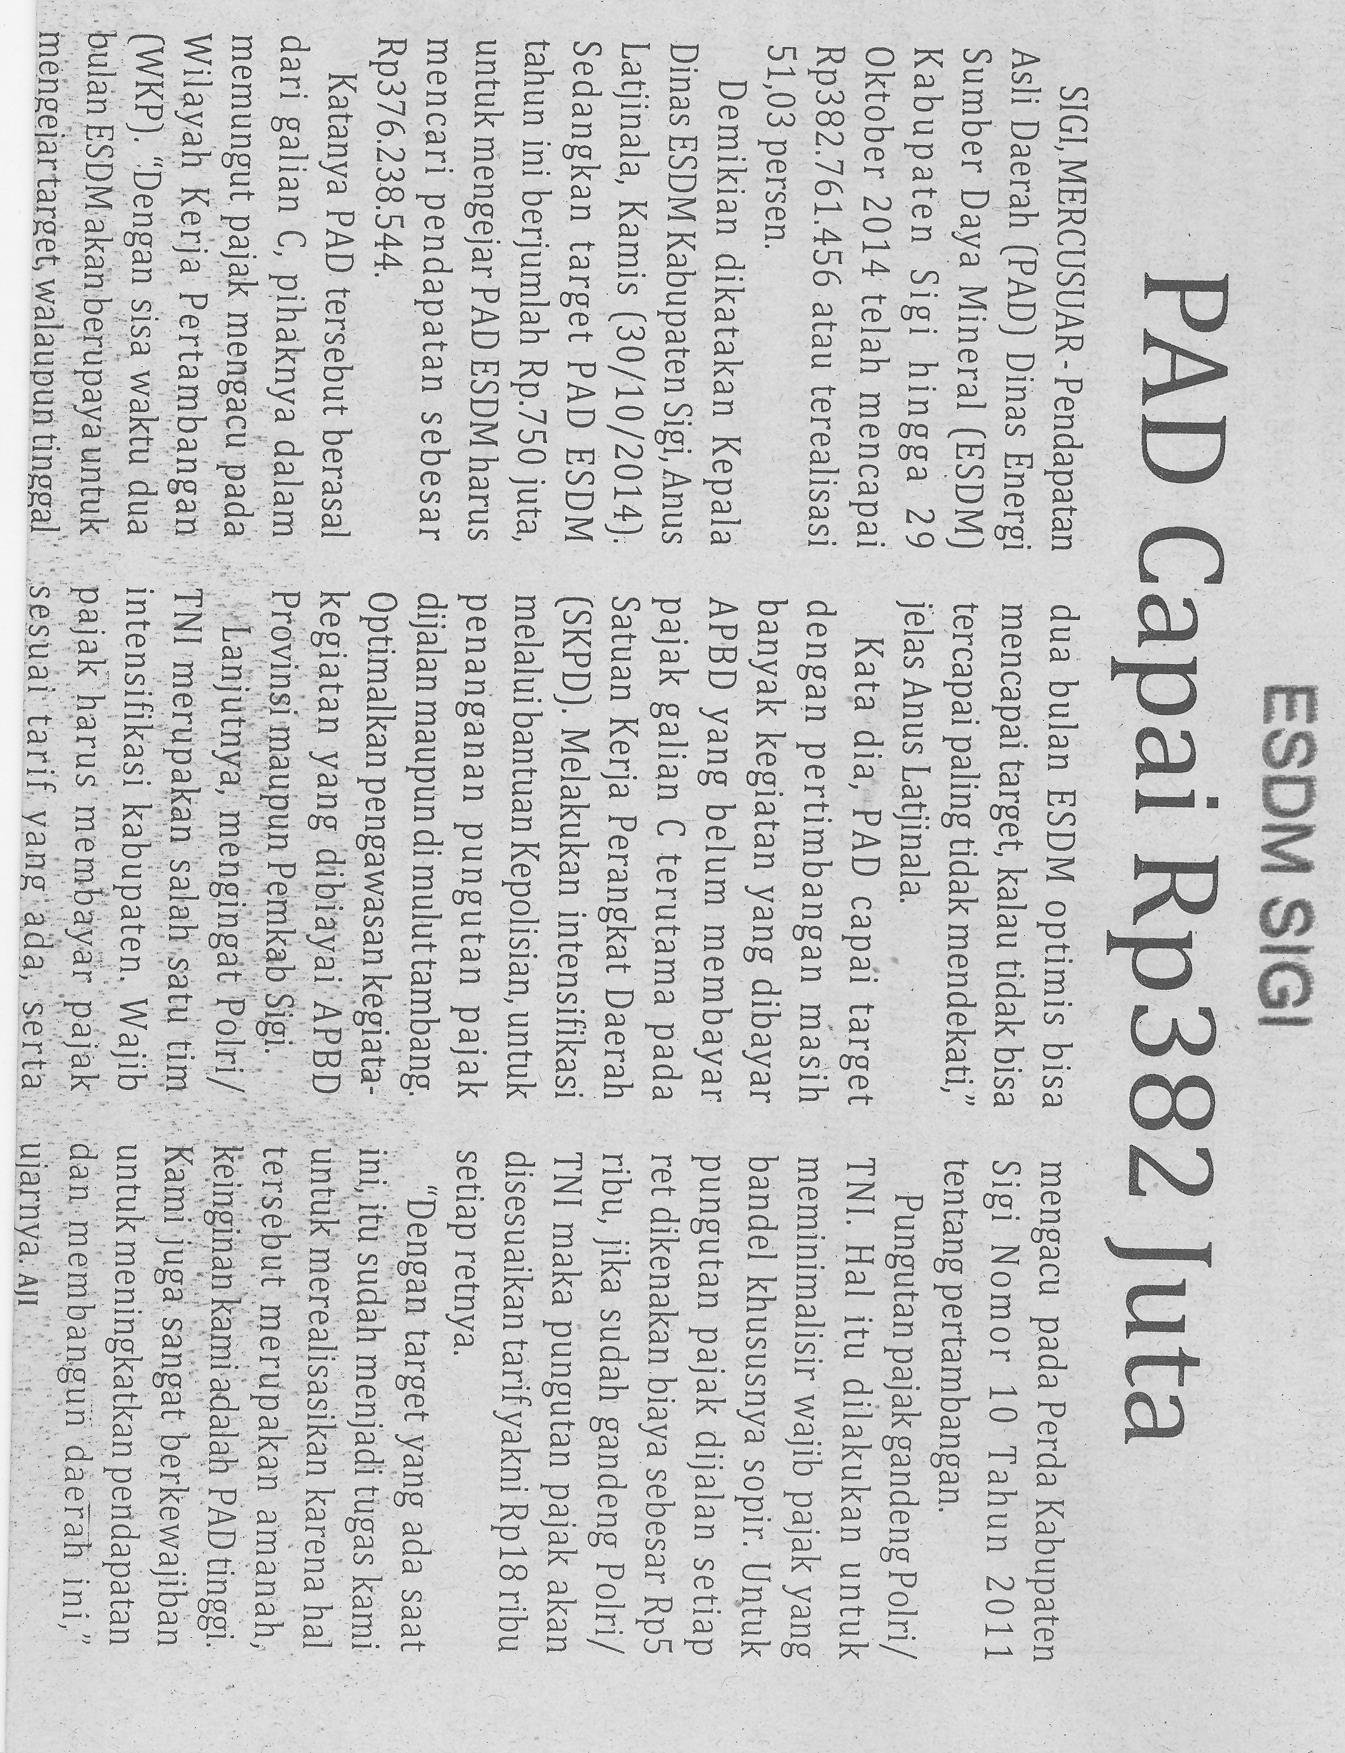 ESDM SIGI
PAD Capai Rp382 Juta
SIGI, MERCUSUAR - Pendapatan
Asli Daerah (PAD) Dinas Energi
Sumber Daya Mineral (ESDM)
Kabupaten Sigi hingga 29
Oktober 2014 telah mencapai
Rp382.761.456 atau terealisasi
51,03 persen.
Demikian dikatakan Kepala
Dinas ESDM Kabupaten Sigi, Anus
Latjinala, Kamis (30/10/2014).
Sedangkan target PAD ESDM
tahun ini berjumlah Rp.750 juta,
untuk mengejar PAD ESDM harus
mencari pendapatan sebesar
Rp376.238.544.
Katanya PAD tersebut berasal
dari galian C, pihaknya dalam
memungut pajak mengacu pada
Wilayah Kerja Pertambangan
(WKP). “Dengan sisa waktu dua
bulan ESDM akan berupaya untuk
mengejar target, walaupun tinggal
dua bulan ESDM optimis bisa
mencapai target, kalau tidak bisa
tercapai paling tidak mendekati,”
jelas Anus Latjinala.
Kata dia, PAD capai target
dengan pertimbangan masih
banyak kegiatan yang dibayar
APBD yang belum membayar
pajak galian C terutama pada
Satuan Kerja Perangkat Daerah
(SKPD). Melakukan intensifikasi
melalui bantuan Kepolisian, untuk
penanganan pungutan pajak
dijalan maupun di mulut tambang.
Optimalkan pengawasan kegiata-
kegiatan yang dibiayai APBD
Provinsi maupun Pemkab Sigi.
Lanjutnya, mengingat Polri/
TNI merupakan salah satu tim
intensifikasi kabupaten. Wajib
pajak harus membayar pajak
sesuai tarif yang ada, serta
mengacu pada Perda Kabupaten
Sigi Nomor 10 Tahun 2011
tentang pertambangan.
Pungutan pajak gandeng Polri/
TNI. Hal itu dilakukan untuk
meminimalisir wajib pajak yang
bandel khususnya sopir. Untuk
pungutan pajak dijalan setiap
ret dikenakan biaya sebesar Rp5
ribu, jika sudah gandeng Polri/
TNI maka pungutan pajak akan
disesuaikan tarif yakni Rp18 ribu
setiap retnya.
“Dengan target yang ada saat
ini, itu sudah menjadi tugas kami
untuk merealisasikan karena hal
tersebut merupakan amanah,
keinginan kami adalah PAD tinggi.
Kami juga sangat berkewajiban
untuk meningkatkan pendapatan
dan membangun daerah ini,”
ujarnya. AJI